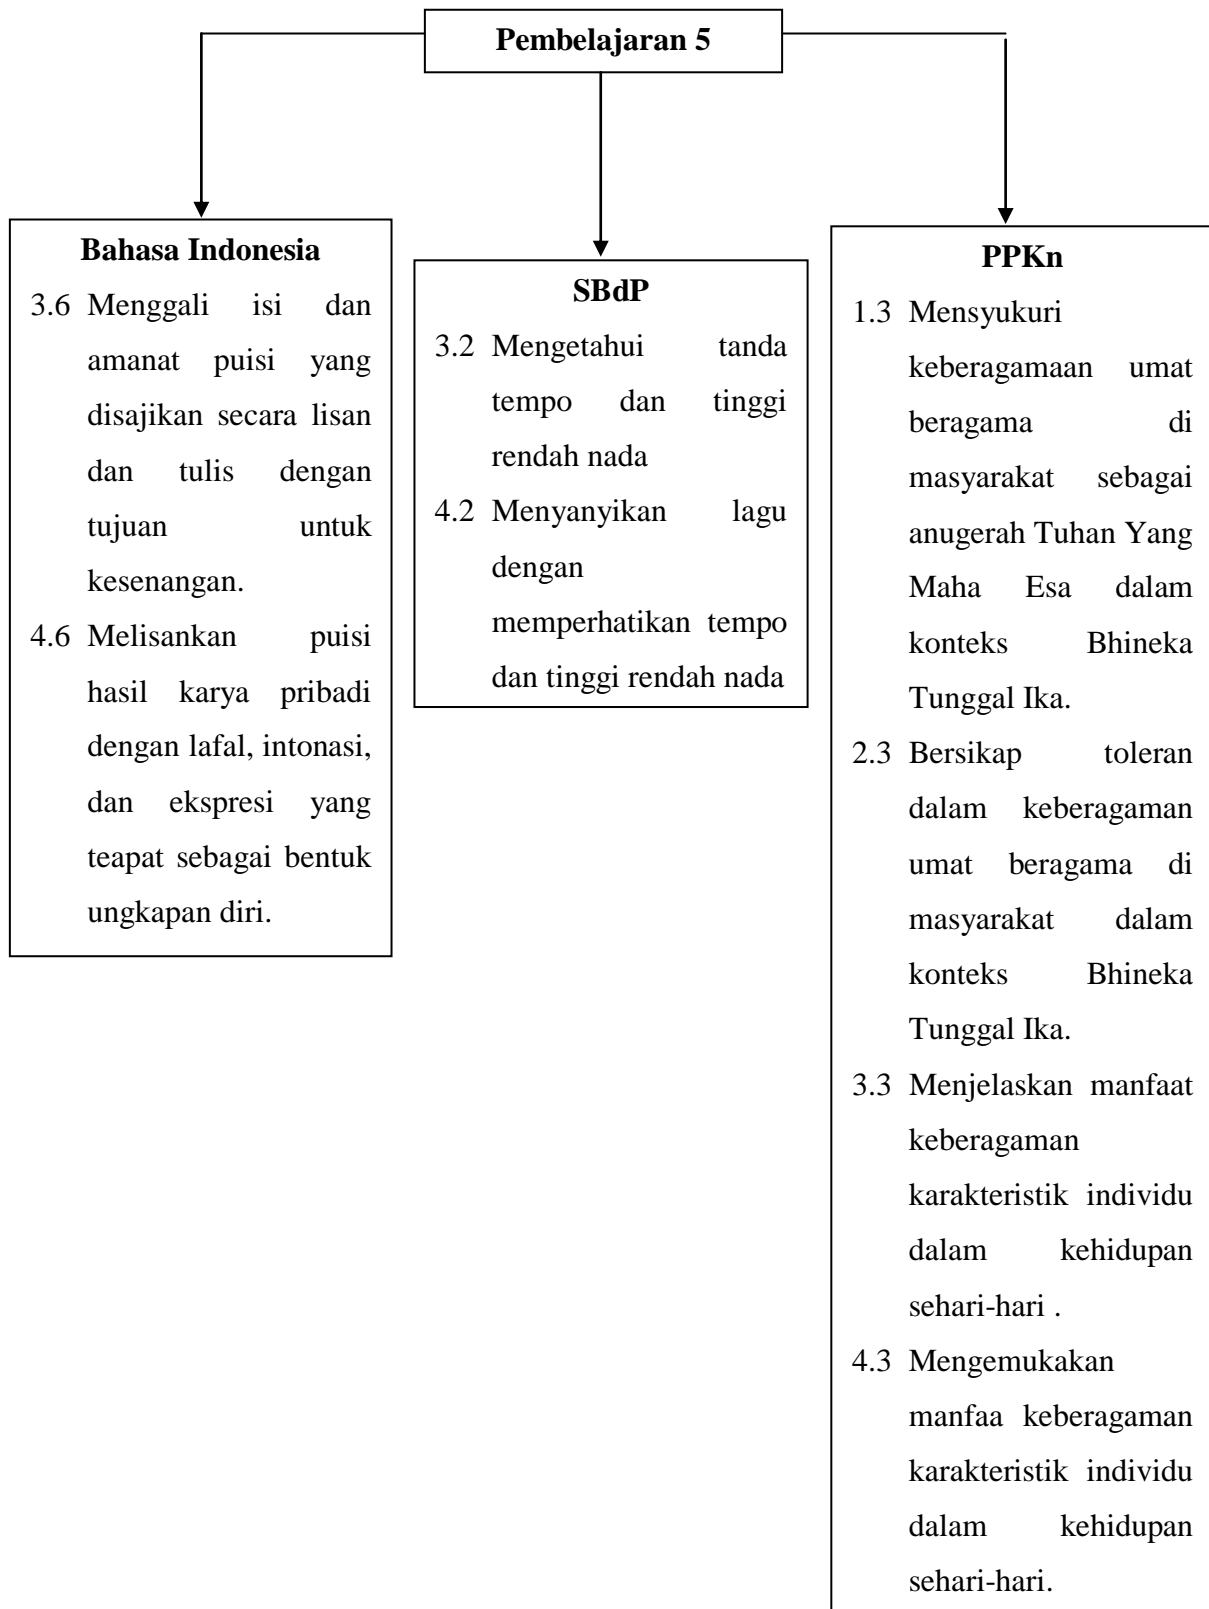 Pembelajaran 5
Bahasa Indonesia
3.6 Menggali isi dan
amanat puisi yang
disajikan secara lisan
dan tulis dengan
tujuan untuk
kesenangan.
4.6 Melisankan puisi
hasil karya pribadi
dengan lafal, intonasi,
dan ekspresi yang
teapat sebagai bentuk
ungkapan diri.
SBdP
3.2 Mengetahui tanda
tempo dan tinggi
rendah nada
4.2 Menyanyikan lagu
dengan
memperhatikan tempo
dan tinggi rendah nada
PPKn
1.3 Mensyukuri
keberagamaan umat
beragama di
masyarakat sebagai
anugerah Tuhan Yang
Maha Esa dalam
konteks Bhineka
Tunggal Ika.
2.3 Bersikap toleran
dalam keberagaman
umat beragama di
masyarakat dalam
konteks Bhineka
Tunggal Ika.
3.3 Menjelaskan manfaat
keberagaman
karakteristik individu
dalam kehidupan
sehari-hari .
4.3 Mengemukakan
manfaa keberagaman
karakteristik individu
dalam kehidupan
sehari-hari.